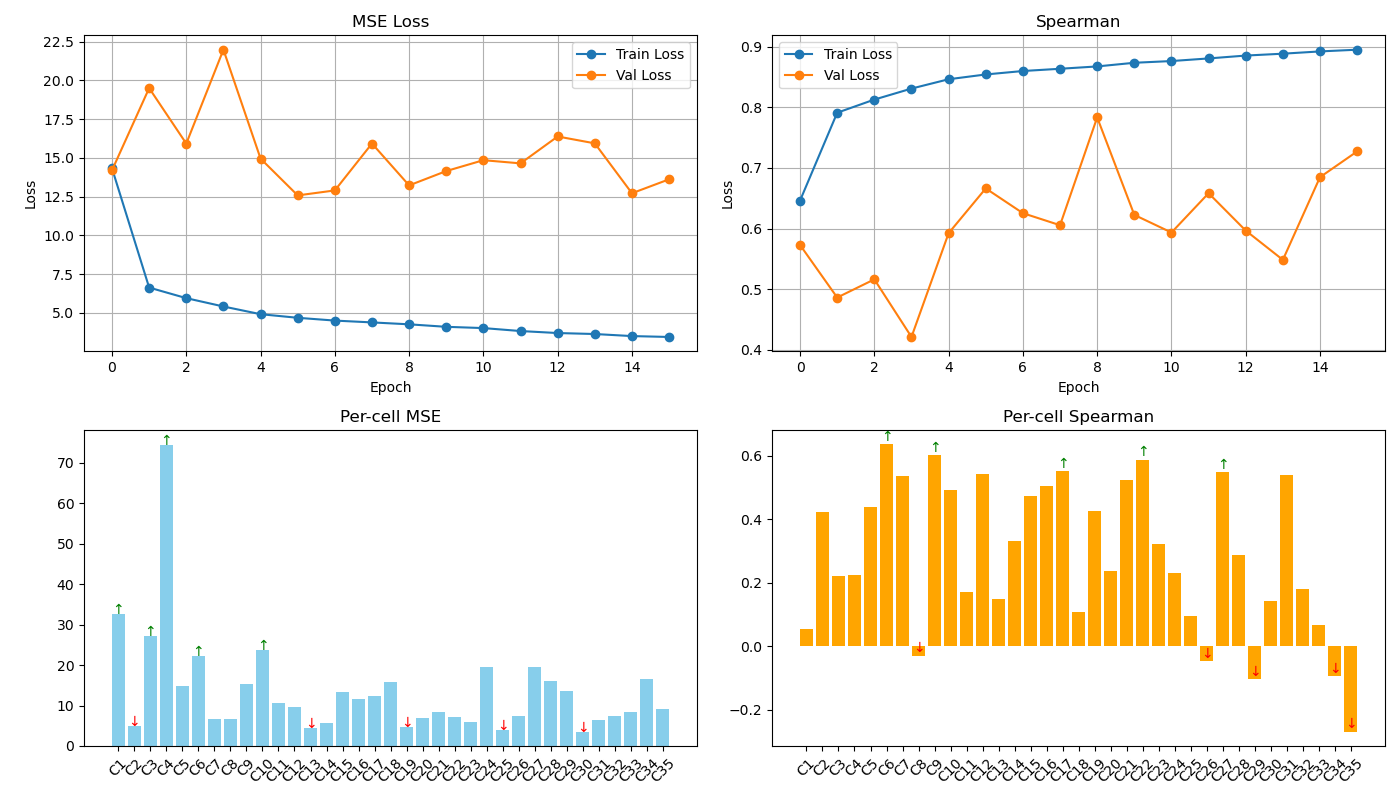 MSE Loss
22.5
20.0
17.5
15.0
12.5
10.0
7.5
5.0
Loss
Train Loss
Val Loss
0 2 4 6 8 10 12 14
Epoch
Spearman
0.9
0.8
0.7
0.6
0.5
0.4
Loss
Train Loss
Val Loss
0 2 4 6 8 10 12 14
Epoch
Per-cell MSE
70
60
50
40
30
20
10
0
↑ ↓ ↑ ↑ ↑ ↑ ↓ ↓ ↓ ↓
C1 C2 C3 C4 C5 C6 C7 C8 C9 C10 C11 C12 C13 C14 C15 C16 C17 C18 C19 C20 C21 C22 C23 C24 C25 C26 C27 C28 C29 C30 C31 C32 C33 C34 C35
Per-cell Spearman
0.6
0.4
0.2
0.0
−0.2
↑ ↓ ↑ ↑ ↑ ↓ ↑ ↓ ↓ ↓
C1 C2 C3 C4 C5 C6 C7 C8 C9 C10 C11 C12 C13 C14 C15 C16 C17 C18 C19 C20 C21 C22 C23 C24 C25 C26 C27 C28 C29 C30 C31 C32 C33 C34 C35